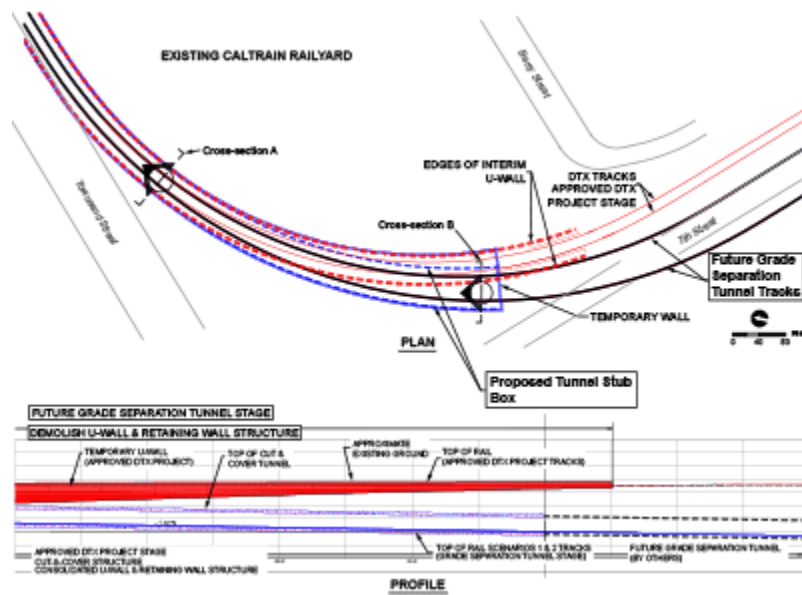 EXISTING CALTRAIN RAILYARD
Cross-section A
Townsend Street
EDGES OF INTERIM
U-WALL
DTX TRACKS
APPROVED DTX
PROJECT STAGE
Cross-section B
7th Street
Future Grade
Separation
Tunnel Tracks
TEMPORARY WALL
PLAN
0 40 80
Proposed Tunnel Stub
Box
FUTURE GRADE SEPARATION TUNNEL STAGE
DEMOLISH U-WALL & RETAINING WALL STRUCTURE
TEMPORARY U-WALL
(APPROVED DTX PROJECT)
TOP OF CUT &
COVER TUNNEL
APPROXIMATE
EXISTING GROUND
TOP OF RAIL
(APPROVED DTX PROJECT TRACKS)
APPROVED DTX PROJECT STAGE
CUT-&-COVER STRUCTURE
CONSOLIDATED U-WALL & RETAINING WALL STRUCTURE
TOP OF RAIL SCENARIOS 1 & 2 TRACKS
(GRADE SEPARATION TUNNEL STAGE)
FUTURE GRADE SEPARATION TUNNEL
(BY OTHERS)
PROFILE